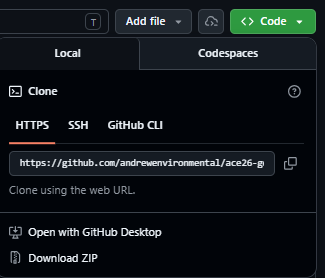 T Add file Code
Local Codespaces
Clone
HTTPS SSH GitHub CLI
https://github.com/andrewenvironmental/ace26-g
Clone using the web URL.
Open with GitHub Desktop
Download ZIP